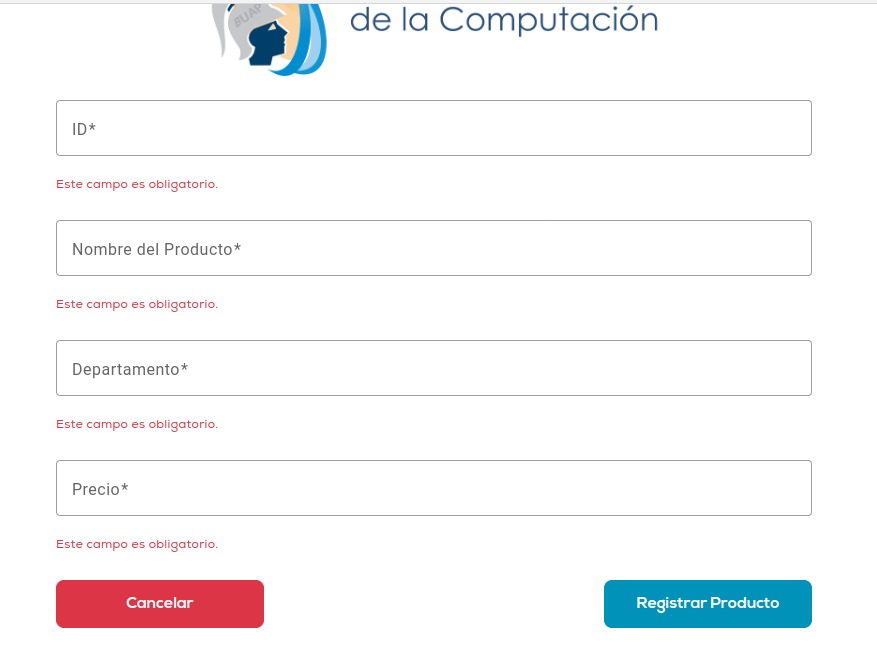 BUAP
de la Computación
ID*
Este campo es obligatorio.
Nombre del Producto*
Este campo es obligatorio.
Departamento*
Este campo es obligatorio.
Precio*
Este campo es obligatorio.
Cancelar
Registrar Producto